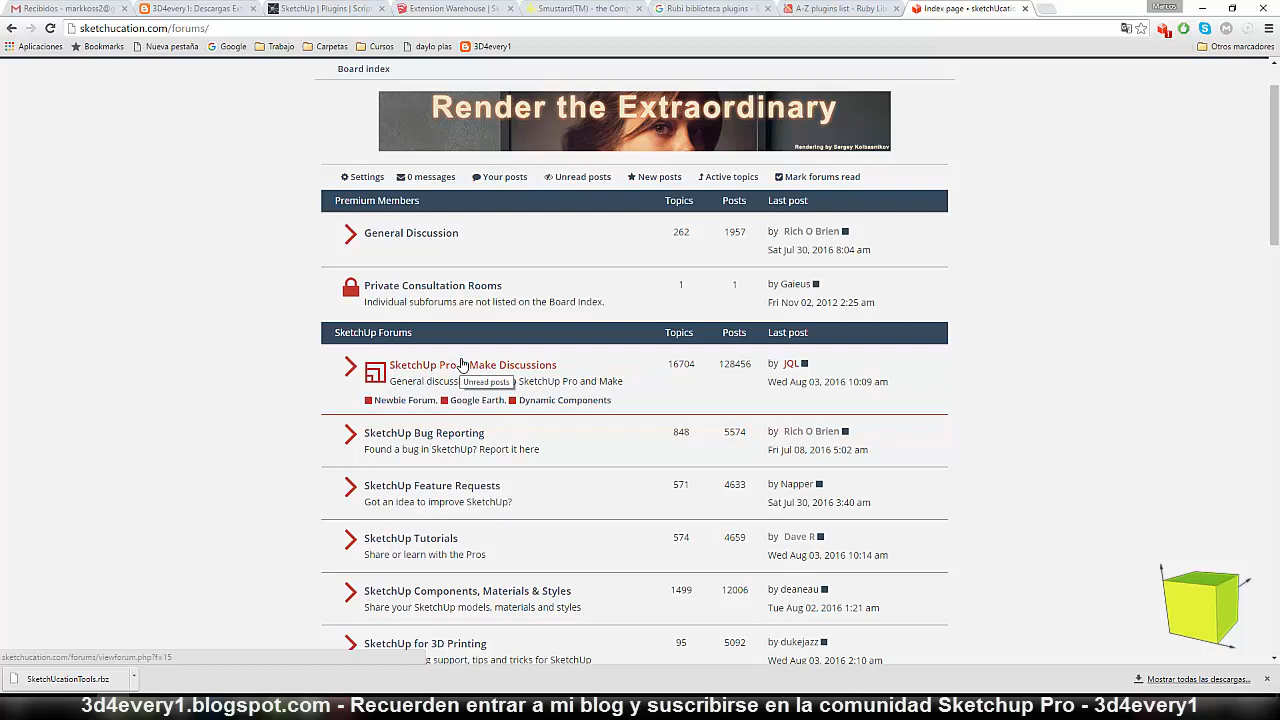 Recibidos - markkoss2@g
3D4every1: Descargas Ext
SketchUp | Plugins | Script
Extension Warehouse | Sk
Smustard(TM) - the Comp
Rubi biblioteca plugins - S
A-Z plugins list - Ruby Lib
Index page • sketchUcatio
Marcos
sketchucation.com/forums/
Aplicaciones
Bookmarks
Nueva pestaña
Google
Trabajo
Carpetas
Cursos
daylo plas
3D4every1
Otros marcadores
Board index
Render the Extraordinary
Rendering by Sergey Kolbasnikov
Settings 0 messages Your posts Unread posts New posts Active topics Mark forums read
Premium Members Topics Posts Last post
General Discussion 262 1957 by Rich O Brien
Sat Jul 30, 2016 8:04 am
Private Consultation Rooms 1 1 by Gaieus
Individual subforums are not listed on the Board Index. Fri Nov 02, 2012 2:25 am
SketchUp Forums Topics Posts Last post
SketchUp Pro Make Discussions 16704 128456 by JQL
General discuss SketchUp Pro and Make Wed Aug 03, 2016 10:09 am
Unread posts
Newbie Forum, Google Earth, Dynamic Components
SketchUp Bug Reporting 848 5574 by Rich O Brien
Found a bug in SketchUp? Report it here Fri Jul 08, 2016 5:02 am
SketchUp Feature Requests 571 4633 by Napper
Got an idea to improve SketchUp? Sat Jul 30, 2016 3:40 am
SketchUp Tutorials 574 4659 by Dave R
Share or learn with the Pros Wed Aug 03, 2016 10:14 am
SketchUp Components, Materials & Styles 1499 12006 by deaneau
Share your SketchUp models, materials and styles Tue Aug 02, 2016 1:21 am
SketchUp for 3D Printing 95 5092 by dukejazz
support, tips and tricks for SketchUp Wed Aug 03, 2016 2:10 am
sketchucation.com/forums/viewforum.php?f=15
SketchUcationTools.rbz
Mostrar todas las descargas...
3d4every1.blogspot.com - Recuerden entrar a mi blog y suscribirse en la comunidad Sketchup Pro - 3d4every1